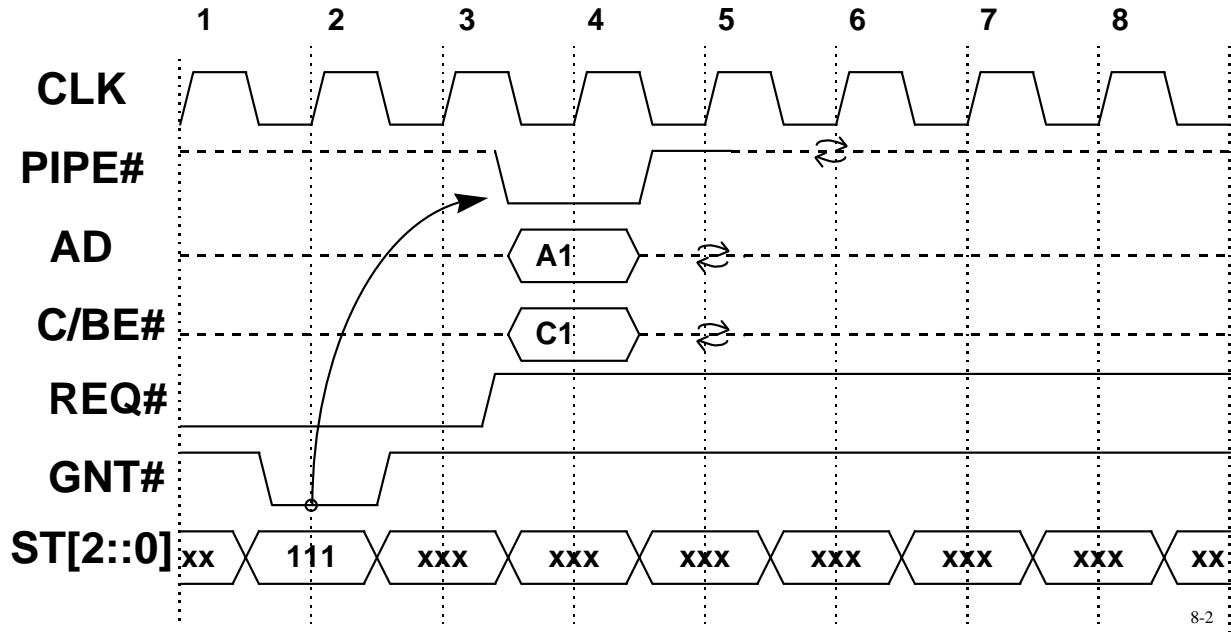 1 2 3 4 5 6 7 8
CLK
PIPE#
AD A1
C/BE# C1
REQ#
GNT#
ST[2::0] xx 111 xxx xxx xxx xxx xxx xxx xx
8-2